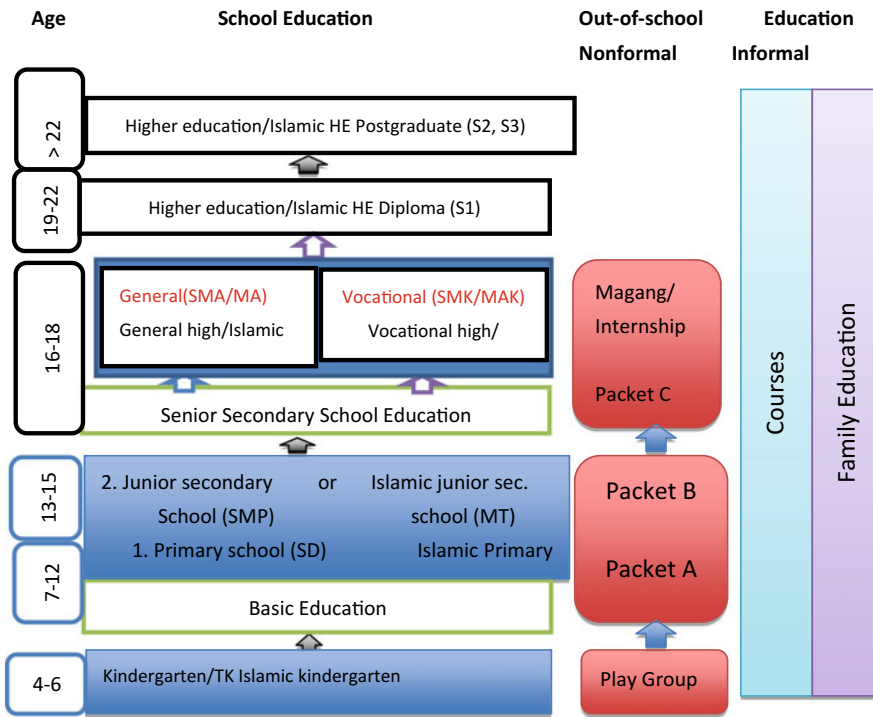 Age School Education Out-of-school Education
Nonformal Informal
> 22
Higher education/Islamic HE Postgraduate (S2, S3)
19-22
Higher education/Islamic HE Diploma (S1)
16-18
General(SMA/MA)
General high/Islamic
Vocational (SMK/MAK)
Vocational high/
Senior Secondary School Education
Magang/
Internship
Packet C
13-15
2. Junior secondary or Islamic junior sec.
School (SMP) school (MT)
7-12
1. Primary school (SD) Islamic Primary
Basic Education
Packet B
Packet A
4-6
Kindergarten/TK Islamic kindergarten
Play Group
Courses
Family Education